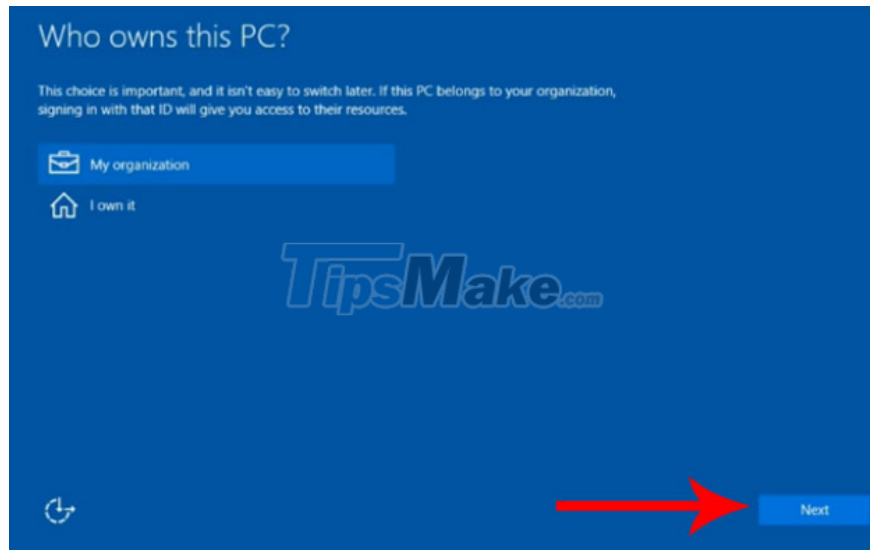 Who owns this PC?
This choice is important, and it isn't easy to switch later. If this PC belongs to your organization,
signing in with that ID will give you access to their resources.
My organization
I own it
TipsMake.com
Next